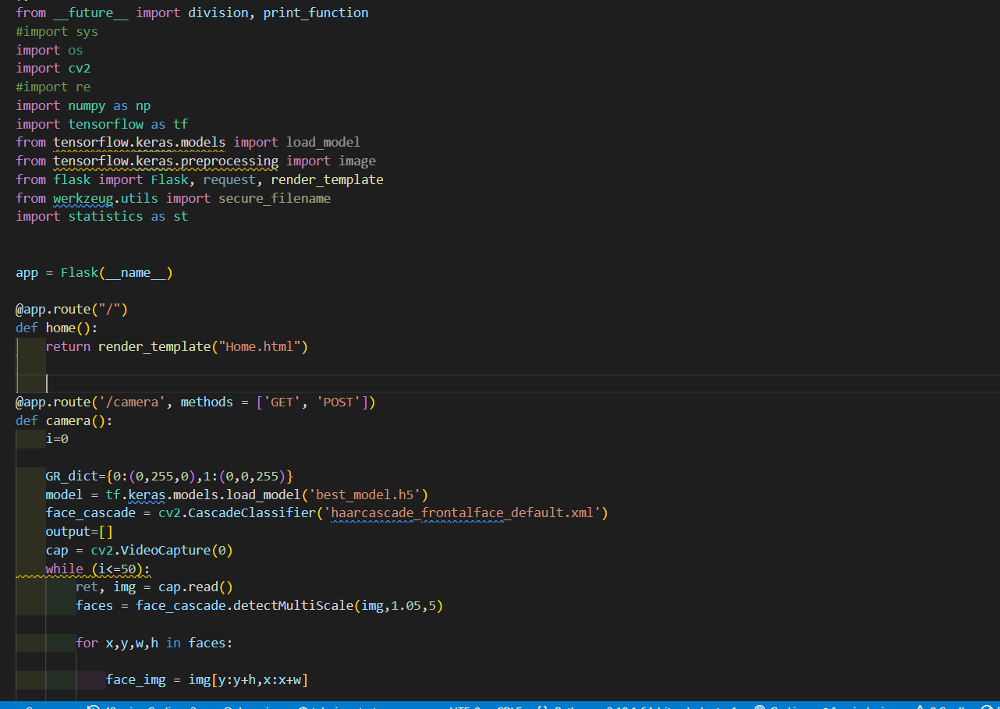 from __future__ import division, print_function
#import sys
import os
import cv2
#import re
import numpy as np
import tensorflow as tf
from tensorflow.keras.models import load_model
from tensorflow.keras.preprocessing import image
from flask import Flask, request, render_template
from werkzeug.utils import secure_filename
import statistics as st
app = Flask(__name__)
@app.route("/")
def home():
    return render_template("Home.html")
@app.route('/camera', methods = ['GET', 'POST'])
def camera():
    i=0
    GR_dict={0:(0,255,0),1:(0,0,255)}
    model = tf.keras.models.load_model('best_model.h5')
    face_cascade = cv2.CascadeClassifier('haarcascade_frontalface_default.xml')
    output=[]
    cap = cv2.VideoCapture(0)
    while (i<=50):
        ret, img = cap.read()
        faces = face_cascade.detectMultiScale(img,1.05,5)
        for x,y,w,h in faces:
            face_img = img[y:y+h,x:x+w]